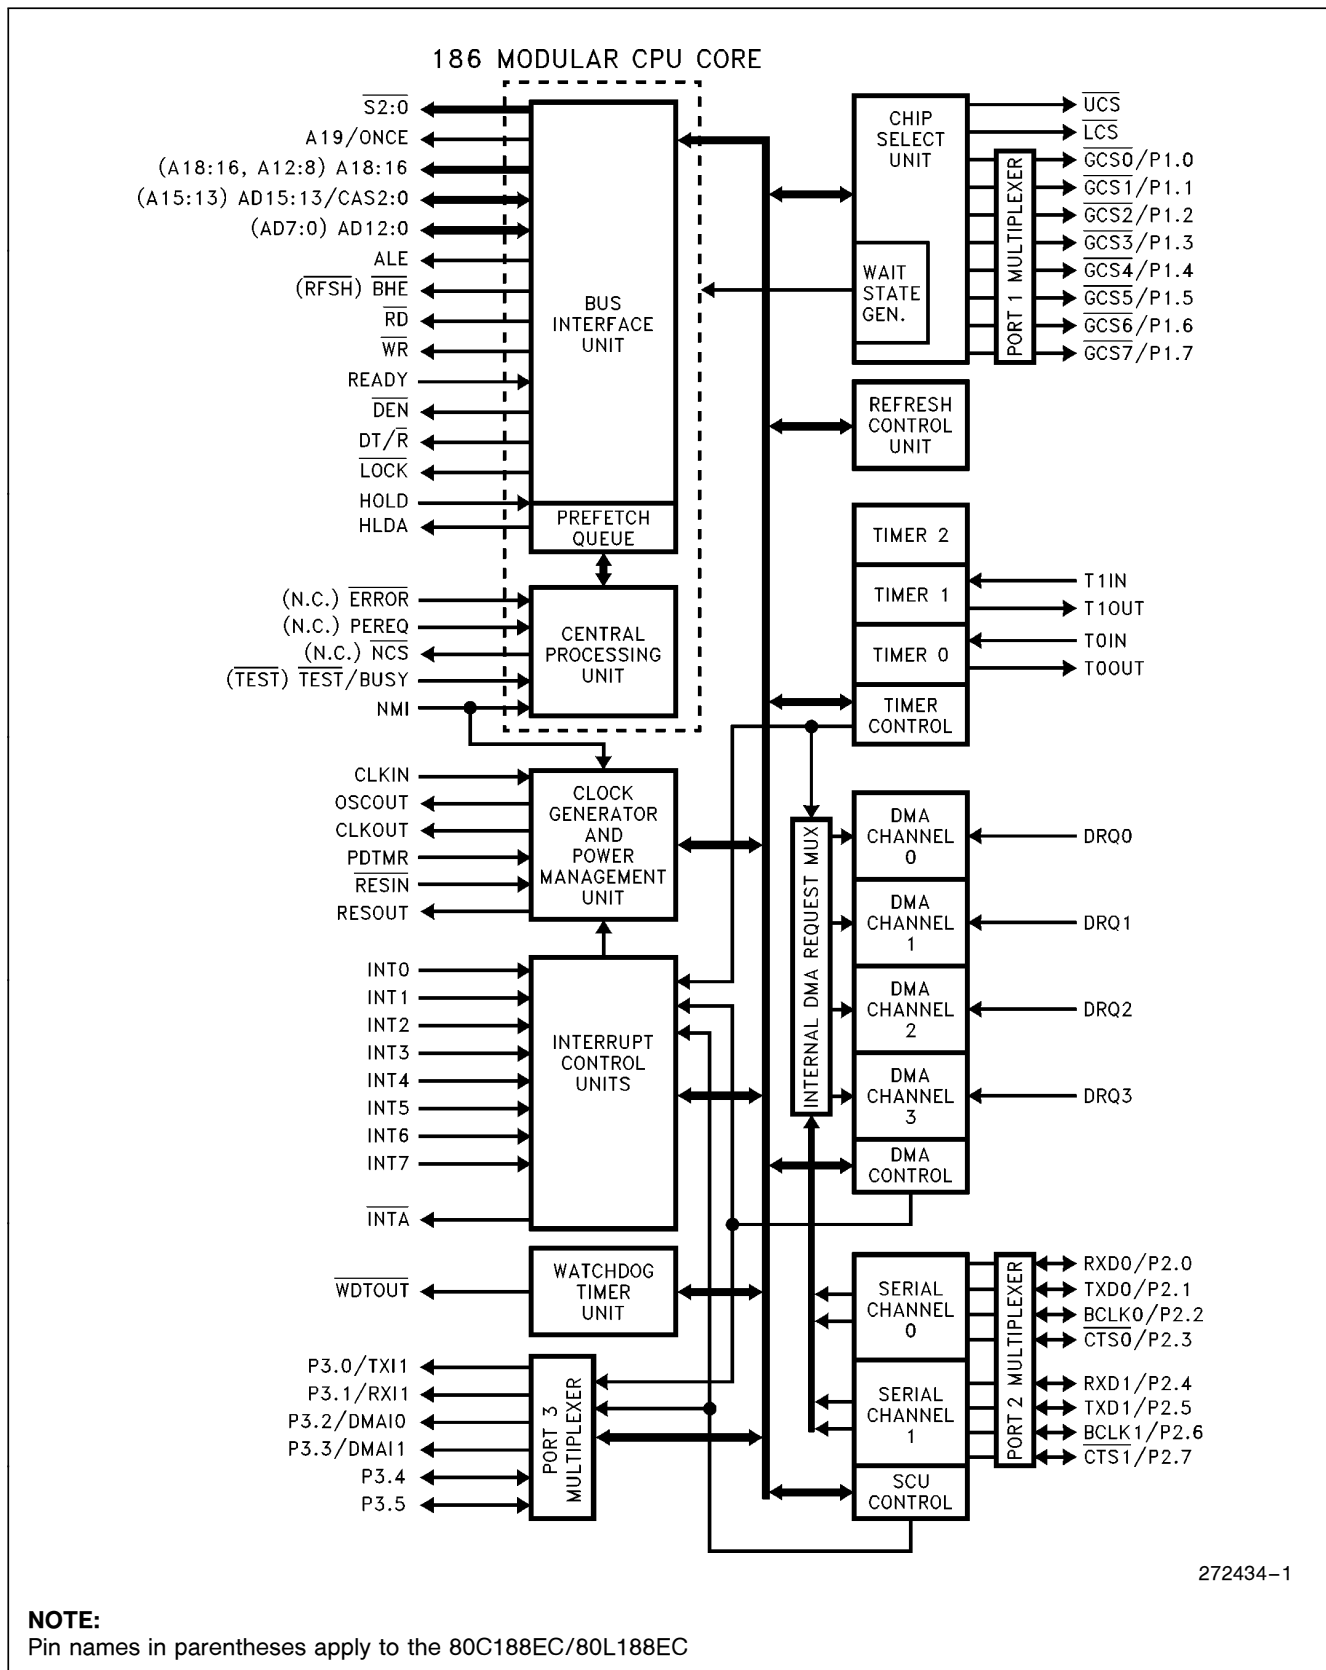 186 MODULAR CPU CORE
S2:0
A19/ONCE
(A18:16, A12:8) A18:16
(A15:13) AD15:13/CAS2:0
(AD7:0) AD12:0
ALE
(RFSH) BHE
RD
WR
READY
DEN
DT/R
LOCK
HOLD
HLDA
BUS
INTERFACE
UNIT
PREFETCH
QUEUE
(N.C.) ERROR
(N.C.) PEREQ
(N.C.) NCS
(TEST) TEST/BUSY
NMI
CENTRAL
PROCESSING
UNIT
CLKIN
OSCOUT
CLKOUT
PDTMR
RESIN
RESOUT
CLOCK
GENERATOR
AND
POWER
MANAGEMENT
UNIT
INT0
INT1
INT2
INT3
INT4
INT5
INT6
INT7
INTA
INTERRUPT
CONTROL
UNITS
WDTOUT
WATCHDOG
TIMER
UNIT
P3.0/TXI1
P3.1/RXI1
P3.2/DMAI0
P3.3/DMAI1
P3.4
P3.5
PORT 3
MULTIPLEXER
CHIP
SELECT
UNIT
WAIT
STATE
GEN.
PORT 1 MULTIPLEXER
UCS
LCS
GCS0/P1.0
GCS1/P1.1
GCS2/P1.2
GCS3/P1.3
GCS4/P1.4
GCS5/P1.5
GCS6/P1.6
GCS7/P1.7
REFRESH
CONTROL
UNIT
TIMER 2
TIMER 1
TIMER 0
TIMER
CONTROL
T1IN
T1OUT
T0IN
T0OUT
INTERNAL DMA REQUEST MUX
DMA
CHANNEL
0
DMA
CHANNEL
1
DMA
CHANNEL
2
DMA
CHANNEL
3
DMA
CONTROL
DRQ0
DRQ1
DRQ2
DRQ3
SERIAL
CHANNEL
0
SERIAL
CHANNEL
1
SCU
CONTROL
PORT 2 MULTIPLEXER
RXD0/P2.0
TXD0/P2.1
BCLK0/P2.2
CTS0/P2.3
RXD1/P2.4
TXD1/P2.5
BCLK1/P2.6
CTS1/P2.7
272434–1
NOTE:
Pin names in parentheses apply to the 80C188EC/80L188EC